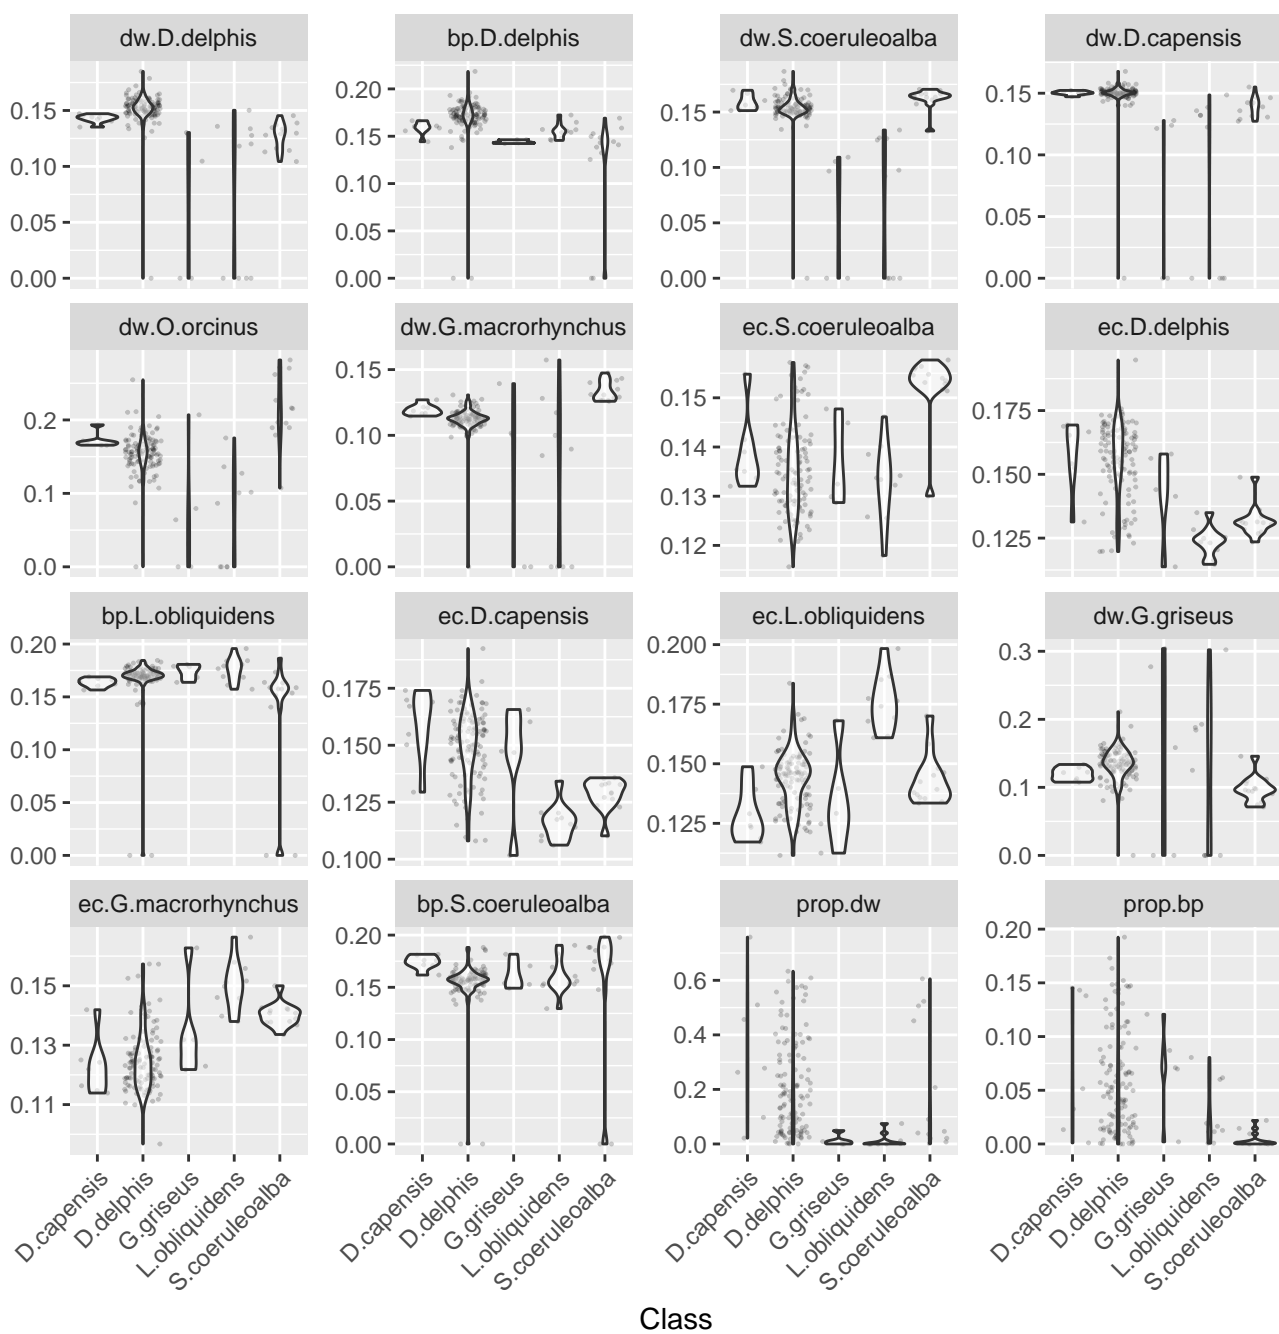 dw.D.delphis bp.D.delphis dw.S.coeruleoalba dw.D.capensis
0.15 0.10 0.05 0.00
0.20 0.15 0.10 0.05 0.00
0.15 0.10 0.05 0.00
0.15 0.10 0.05 0.00
dw.O.orcinus dw.G.macrorhynchus ec.S.coeruleoalba ec.D.delphis
0.2 0.1 0.0
0.15 0.10 0.05 0.00
0.15 0.14 0.13 0.12
0.175 0.150 0.125
bp.L.obliquidens ec.D.capensis ec.L.obliquidens dw.G.griseus
0.20 0.15 0.10 0.05 0.00
0.175 0.150 0.125 0.100
0.200 0.175 0.150 0.125
0.3 0.2 0.1 0.0
ec.G.macrorhynchus bp.S.coeruleoalba prop.dw prop.bp
0.15 0.13 0.11
0.20 0.15 0.10 0.05 0.00
0.6 0.4 0.2 0.0
0.20 0.15 0.10 0.05 0.00
D.capensis D.delphis G.griseus L.obliquidens S.coeruleoalba
D.capensis D.delphis G.griseus L.obliquidens S.coeruleoalba
D.capensis D.delphis G.griseus L.obliquidens S.coeruleoalba
D.capensis D.delphis G.griseus L.obliquidens S.coeruleoalba
Class